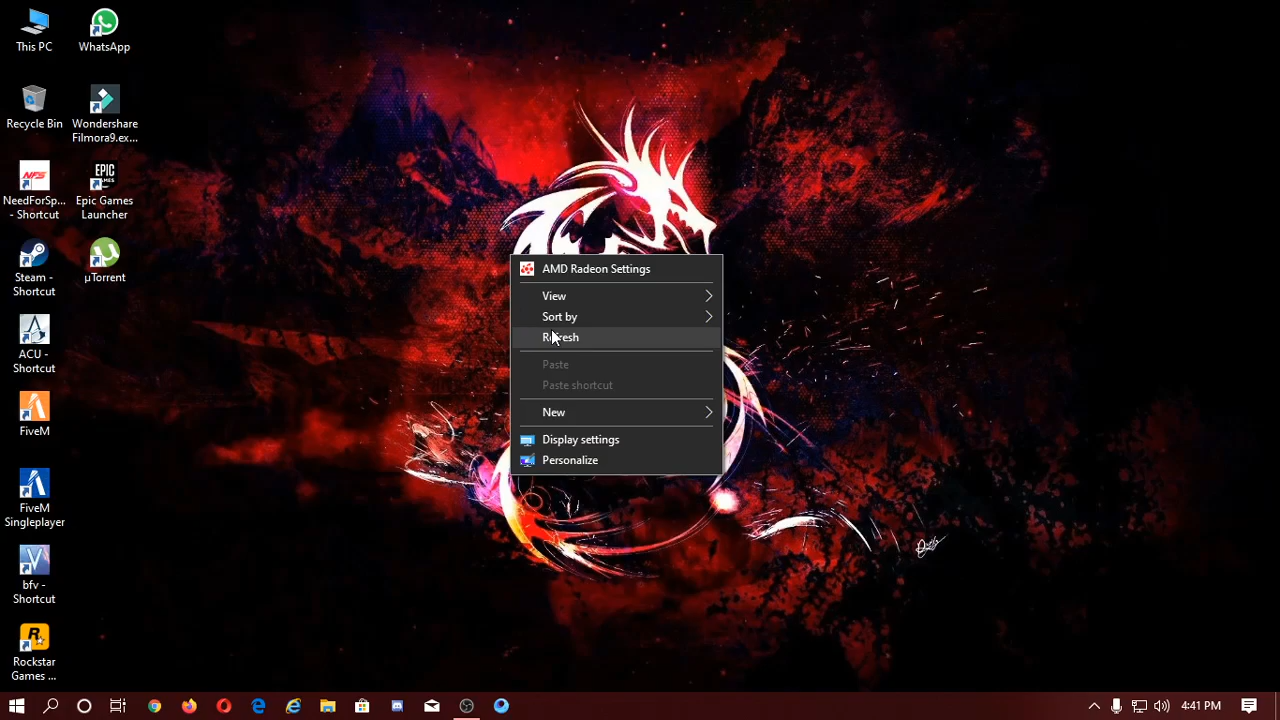 This PC
WhatsApp
Recycle Bin
Wondershare
Filmora9.ex...
NFS
NeedForSp...
- Shortcut
EPIC
GAMES
Epic Games
Launcher
Steam -
Shortcut
µTorrent
ACU -
Shortcut
FiveM
FiveM
Singleplayer
V
bfv -
Shortcut
R
Rockstar
Games ...
AMD Radeon Settings
View
Sort by
Refresh
Paste
Paste shortcut
New
Display settings
Personalize
4:41 PM